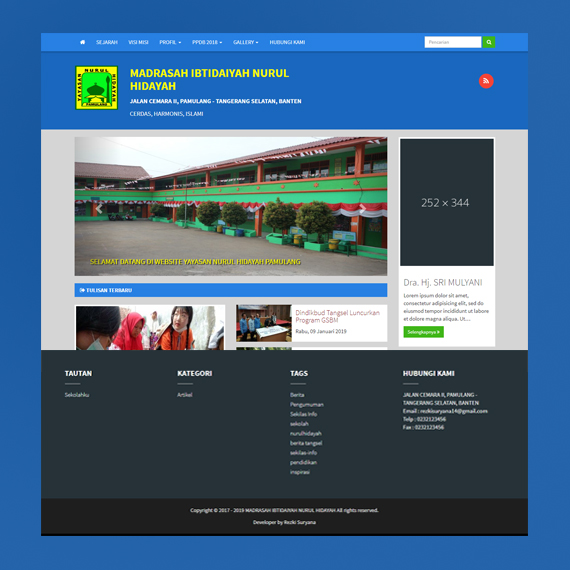 SEJARAH VISI MISI PROFIL PPDB 2018 GALLERY HUBUNGI KAMI Pencarian
YAYASAN NURUL HIDAYAH PAMULANG
MADRASAH IBTIDAIYAH NURUL
HIDAYAH
JALAN CEMARA II, PAMULANG - TANGERANG SELATAN, BANTEN
CERDAS, HARMONIS, ISLAMI
SELAMAT DATANG DI WEBSITE YAYASAN NURUL HIDAYAH PAMULANG
252 × 344
Dra. Hj. SRI MULYANI
Lorem ipsum dolor sit amet,
consectetur adipisicing elit, sed do
eiusmod tempor incididunt ut labore
et dolore magna aliqua. Ut....
Selengkapnya
TULISAN TERBARU
Dindikbud Tangsel Luncurkan
Program GSBM
Rabu, 09 Januari 2019
TAUTAN
Sekolahku
KATEGORI
Artikel
TAGS
Berita
Pengumuman
Sekilas Info
sekolah
nurulhidayah
berita tangsel
sekilas-info
pendidikan
inspirasi
HUBUNGI KAMI
JALAN CEMARA II, PAMULANG -
TANGERANG SELATAN, BANTEN
Email : rezkisuryana14@gmail.com
Telp : 0232123456
Fax : 0232123456
Copyright © 2017 - 2019 MADRASAH IBTIDAIYAH NURUL HIDAYAH All rights reserved.
Developer by Rezki Suryana